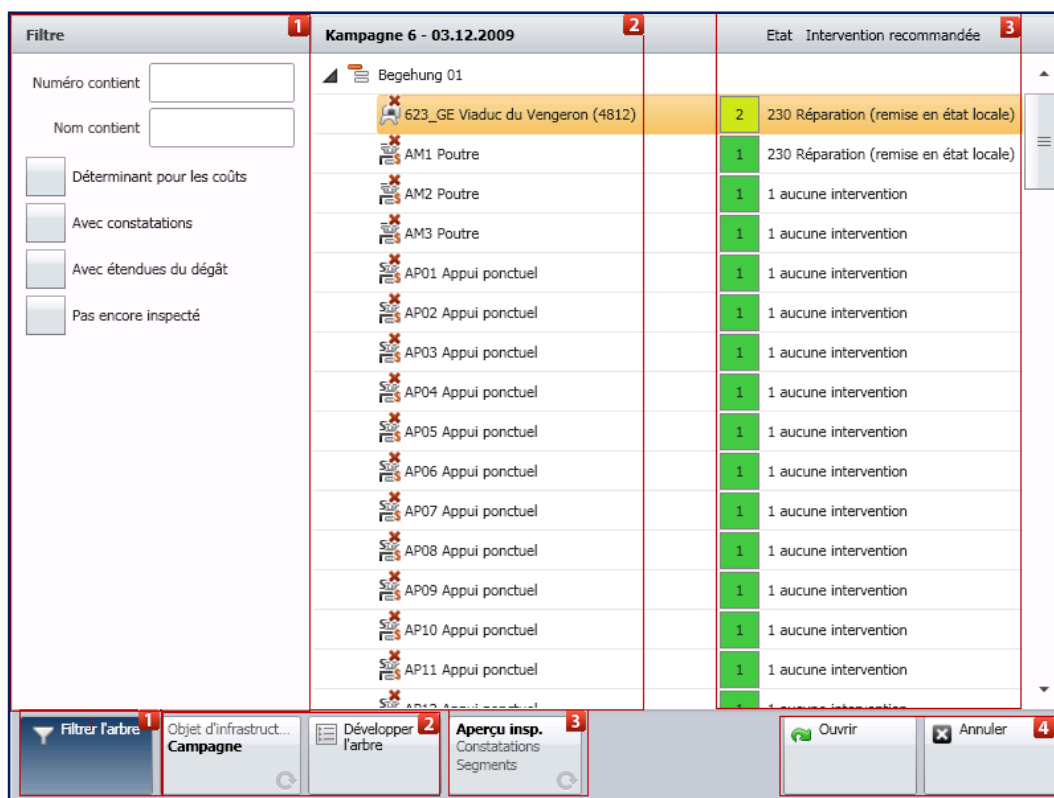 Filtre 1
Kampagne 6 - 03.12.2009 2
Etat Intervention recommandée 3
Numéro contient
Nom contient
Déterminant pour les coûts
Avec constatations
Avec étendues du dégât
Pas encore inspecté
Begehung 01
623_GE Viaduc du Vengeron (4812) 2 230 Réparation (remise en état locale)
AM1 Poutre 1 230 Réparation (remise en état locale)
AM2 Poutre 1 1 aucune intervention
AM3 Poutre 1 1 aucune intervention
AP01 Appui ponctuel 1 1 aucune intervention
AP02 Appui ponctuel 1 1 aucune intervention
AP03 Appui ponctuel 1 1 aucune intervention
AP04 Appui ponctuel 1 1 aucune intervention
AP05 Appui ponctuel 1 1 aucune intervention
AP06 Appui ponctuel 1 1 aucune intervention
AP07 Appui ponctuel 1 1 aucune intervention
AP08 Appui ponctuel 1 1 aucune intervention
AP09 Appui ponctuel 1 1 aucune intervention
AP10 Appui ponctuel 1 1 aucune intervention
AP11 Appui ponctuel 1 1 aucune intervention
AP12 Appui ponctuel 1 1 aucune intervention
Filtrer l'arbre 1
Objet d'infrastruct...
Campagne
Développer 2
l'arbre
Aperçu insp. 3
Constatations
Segments
Ouvrir
Annuler 4